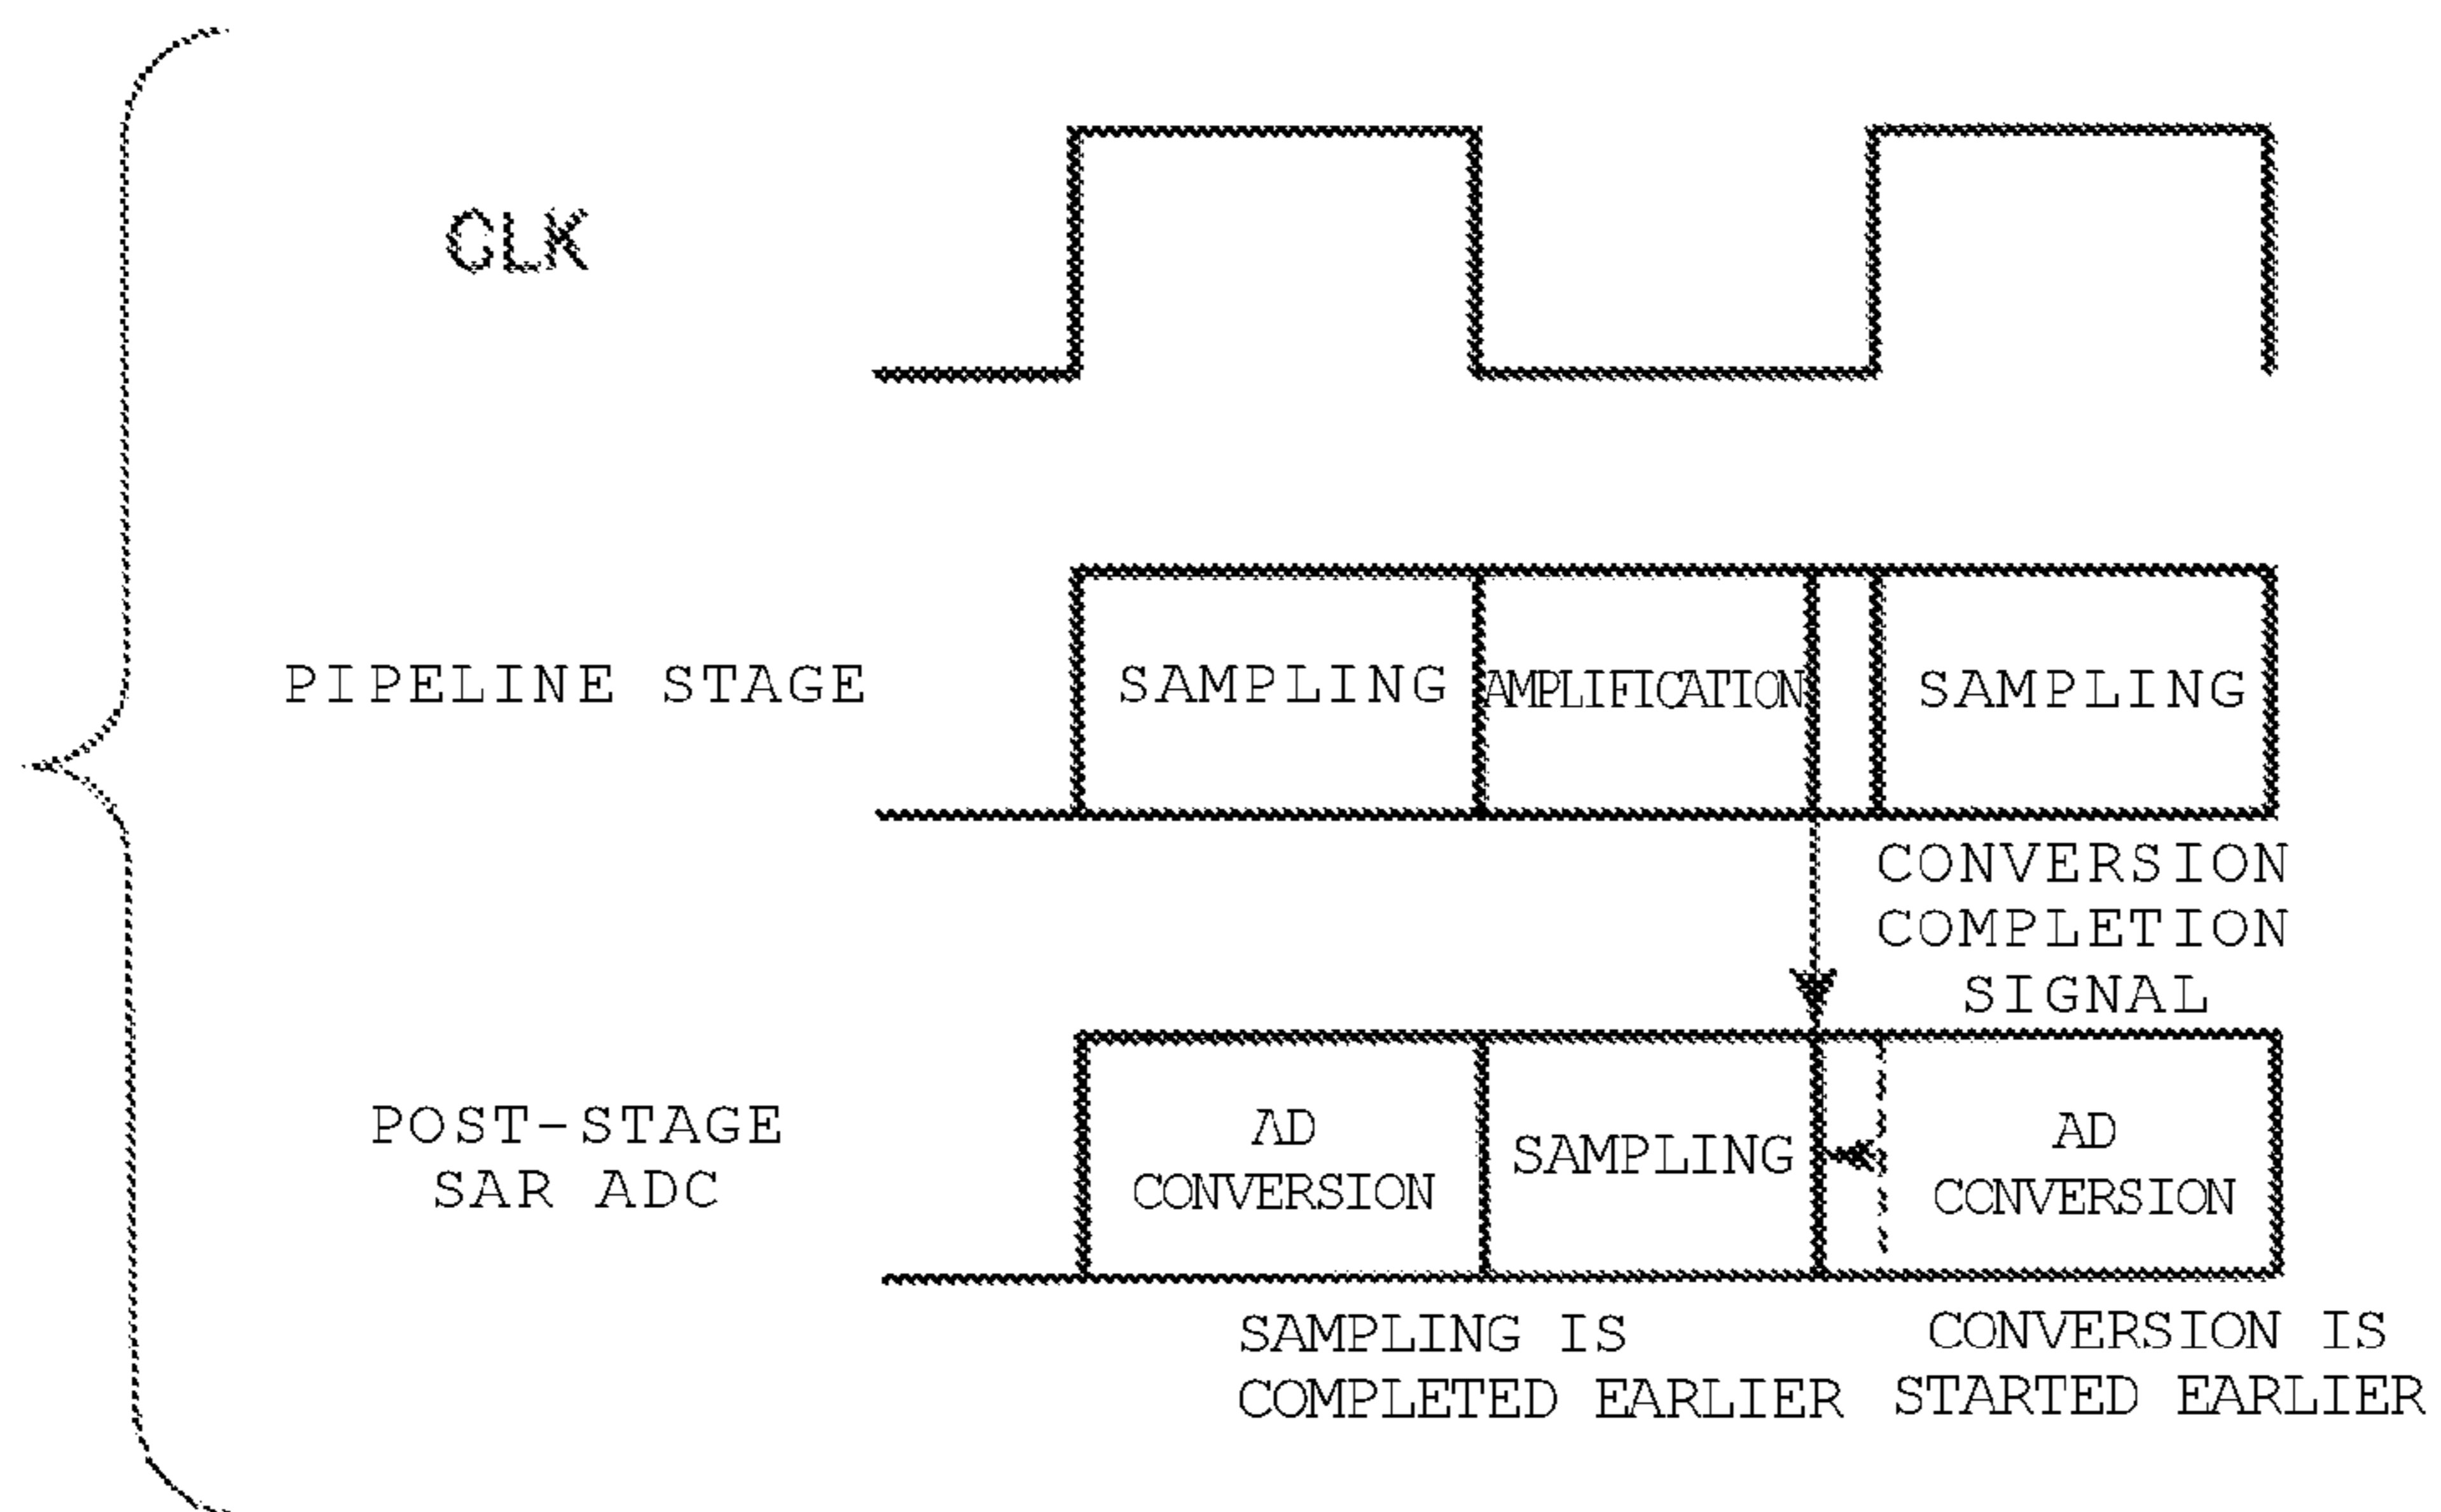 CLK
PIPELINE STAGE
SAMPLING
AMPLIFICATION
SAMPLING
CONVERSION
COMPLETION
SIGNAL
POST-STAGE
SAR ADC
AD
CONVERSION
SAMPLING
AD
CONVERSION
SAMPLING IS
COMPLETED EARLIER
CONVERSION IS
STARTED EARLIER